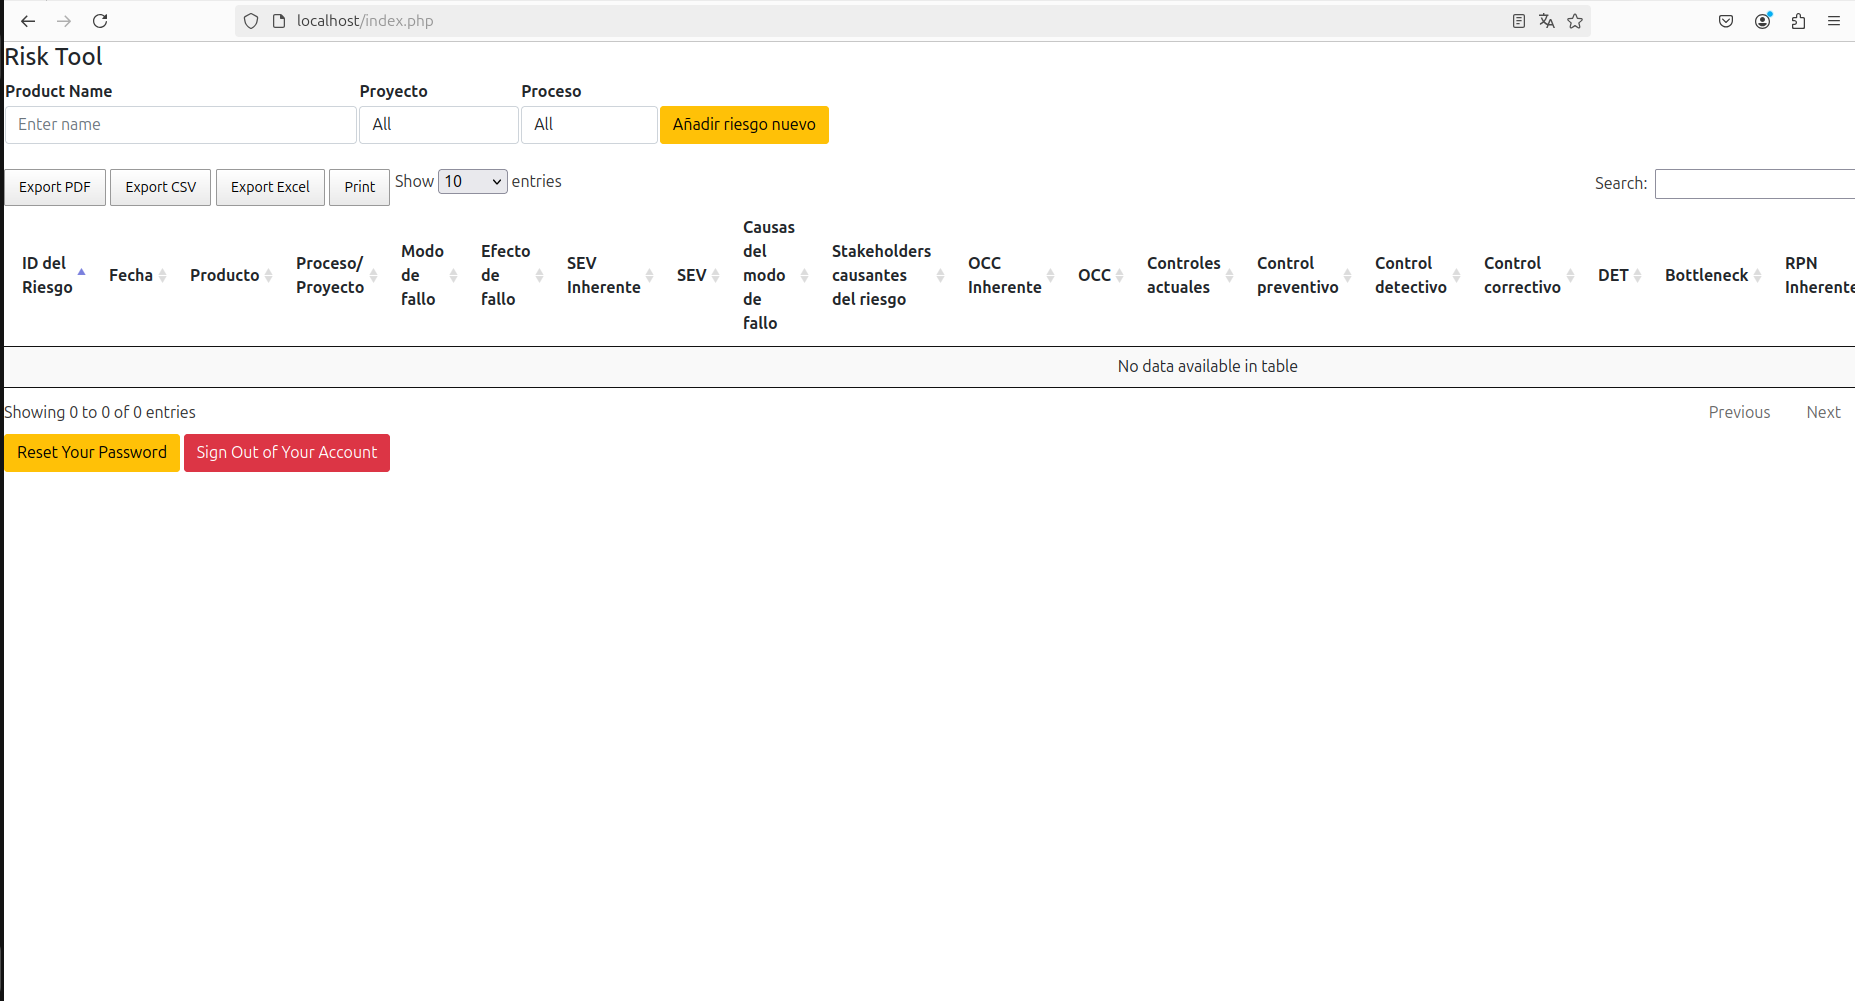 localhost/index.php
Risk Tool
Product Name Proyecto Proceso
Enter name All All Añadir riesgo nuevo
Export PDF Export CSV Export Excel Print Show 10 entries Search:
ID del Riesgo
Fecha
Producto
Proceso/
Proyecto
Modo
de
fallo
Efecto
de
fallo
SEV
Inherente
SEV
Causas
del
modo
de
fallo
Stakeholders
causantes
del riesgo
OCC
Inherente
OCC
Controles
actuales
Control
preventivo
Control
detectivo
Control
correctivo
DET
Bottleneck
RPN
Inherente
No data available in table
Showing 0 to 0 of 0 entries Previous Next
Reset Your Password Sign Out of Your Account